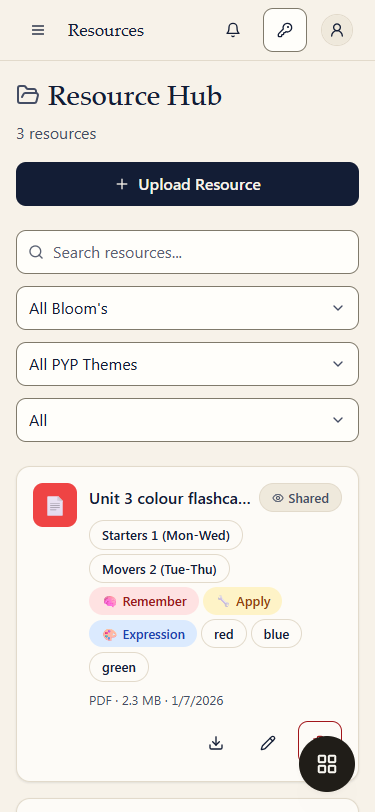 Resources
Resource Hub
3 resources
Upload Resource
Search resources...
All Bloom's
All PYP Themes
All
Unit 3 colour flashca... Shared
Starters 1 (Mon-Wed)
Movers 2 (Tue-Thu)
Remember Apply
Expression red blue
green
PDF · 2.3 MB · 1/7/2026